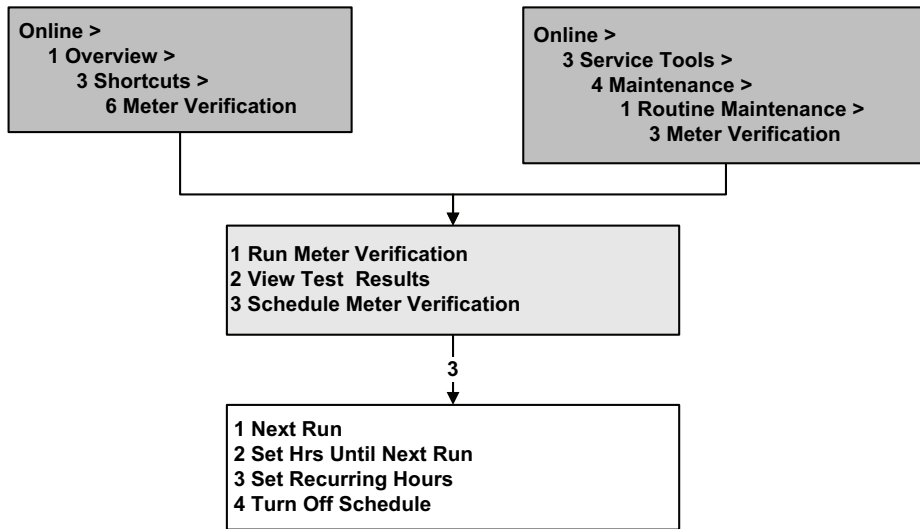 Online >
1 Overview >
3 Shortcuts >
6 Meter Verification
Online >
3 Service Tools >
4 Maintenance >
1 Routine Maintenance >
3 Meter Verification
1 Run Meter Verification
2 View Test Results
3 Schedule Meter Verification
3
1 Next Run
2 Set Hrs Until Next Run
3 Set Recurring Hours
4 Turn Off Schedule